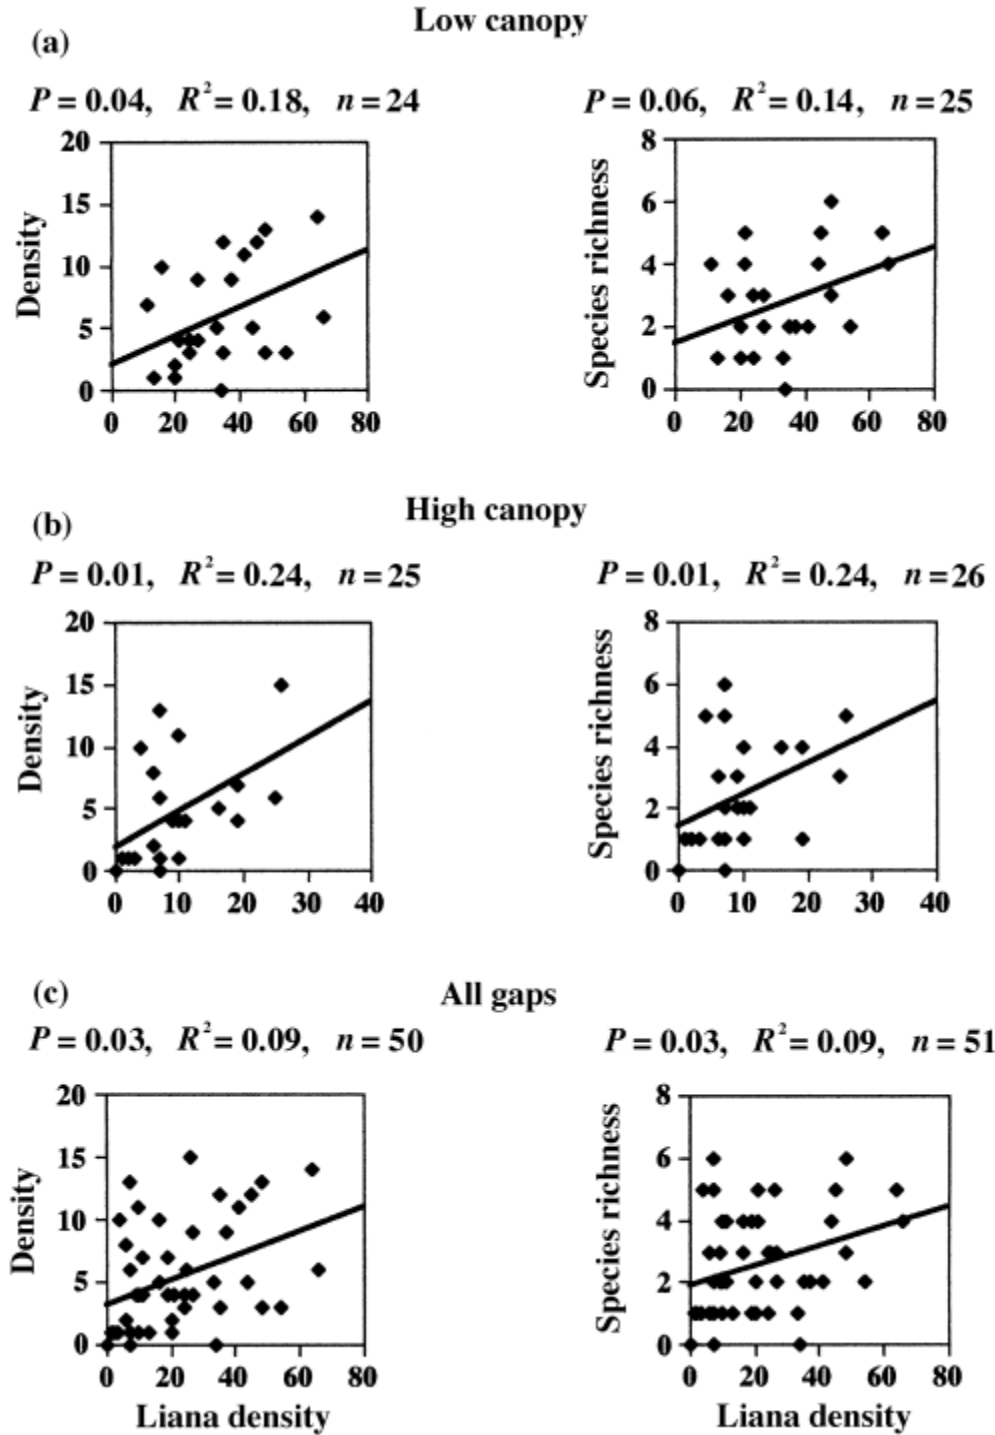 Low canopy
(a)
P = 0.04, R² = 0.18, n = 24
P = 0.06, R² = 0.14, n = 25
20
15
10
5
0
Density
0 20 40 60 80
8
6
4
2
0
Species richness
0 20 40 60 80
High canopy
(b)
P = 0.01, R² = 0.24, n = 25
P = 0.01, R² = 0.24, n = 26
20
15
10
5
0
Density
0 10 20 30 40
8
6
4
2
0
Species richness
0 10 20 30 40
(c)
All gaps
P = 0.03, R² = 0.09, n = 50
P = 0.03, R² = 0.09, n = 51
20
15
10
5
0
Density
0 20 40 60 80
Liana density
8
6
4
2
0
Species richness
0 20 40 60 80
Liana density